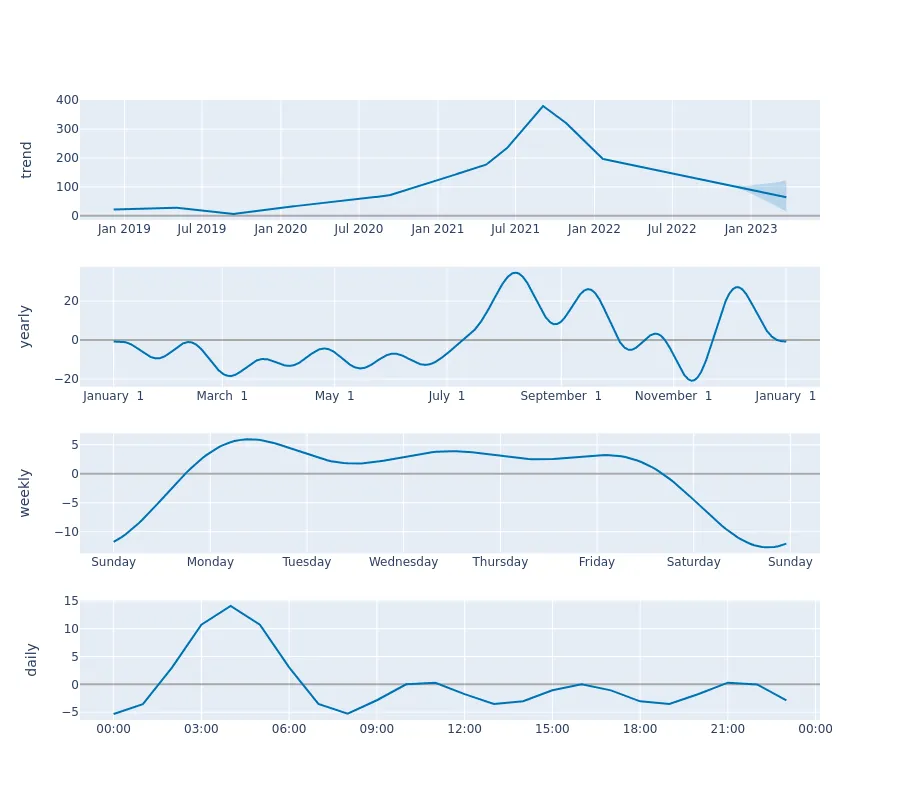 trend
400
300
200
100
0
Jan 2019 Jul 2019 Jan 2020 Jul 2020 Jan 2021 Jul 2021 Jan 2022 Jul 2022 Jan 2023
yearly
20
0
−20
January 1 March 1 May 1 July 1 September 1 November 1 January 1
weekly
5
0
−5
−10
Sunday Monday Tuesday Wednesday Thursday Friday Saturday Sunday
daily
15
10
5
0
−5
00:00 03:00 06:00 09:00 12:00 15:00 18:00 21:00 00:00